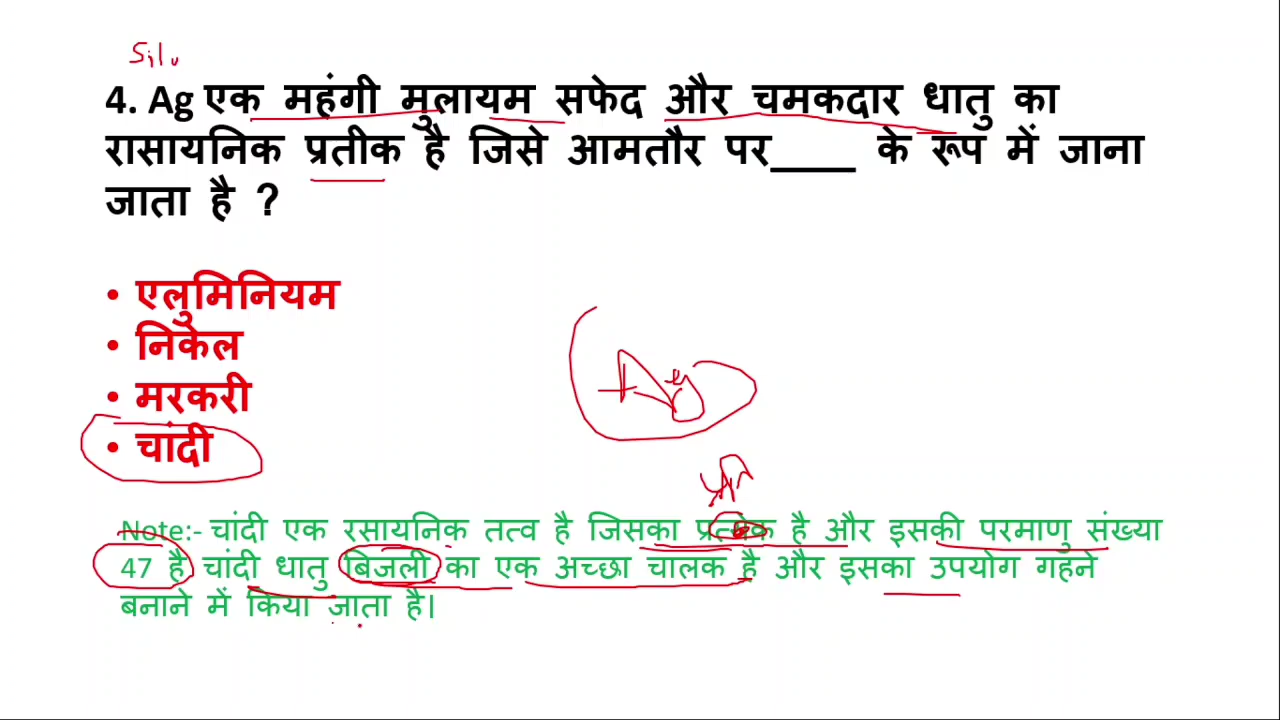 Silv
4. Ag एक महंगी मुलायम सफेद और चमकदार धातु का
रासायनिक प्रतीक है जिसे आमतौर पर____ के रूप में जाना
जाता है ?
• एलुमिनियम
• निकेल
• मरकरी
• चांदी
Ag
Note:- चांदी एक रसायनिक तत्व है जिसका प्रत्येक है और इसकी परमाणु संख्या
47 है चांदी धातु बिजली का एक अच्छा चालक है और इसका उपयोग गहने
बनाने में किया जाता है।